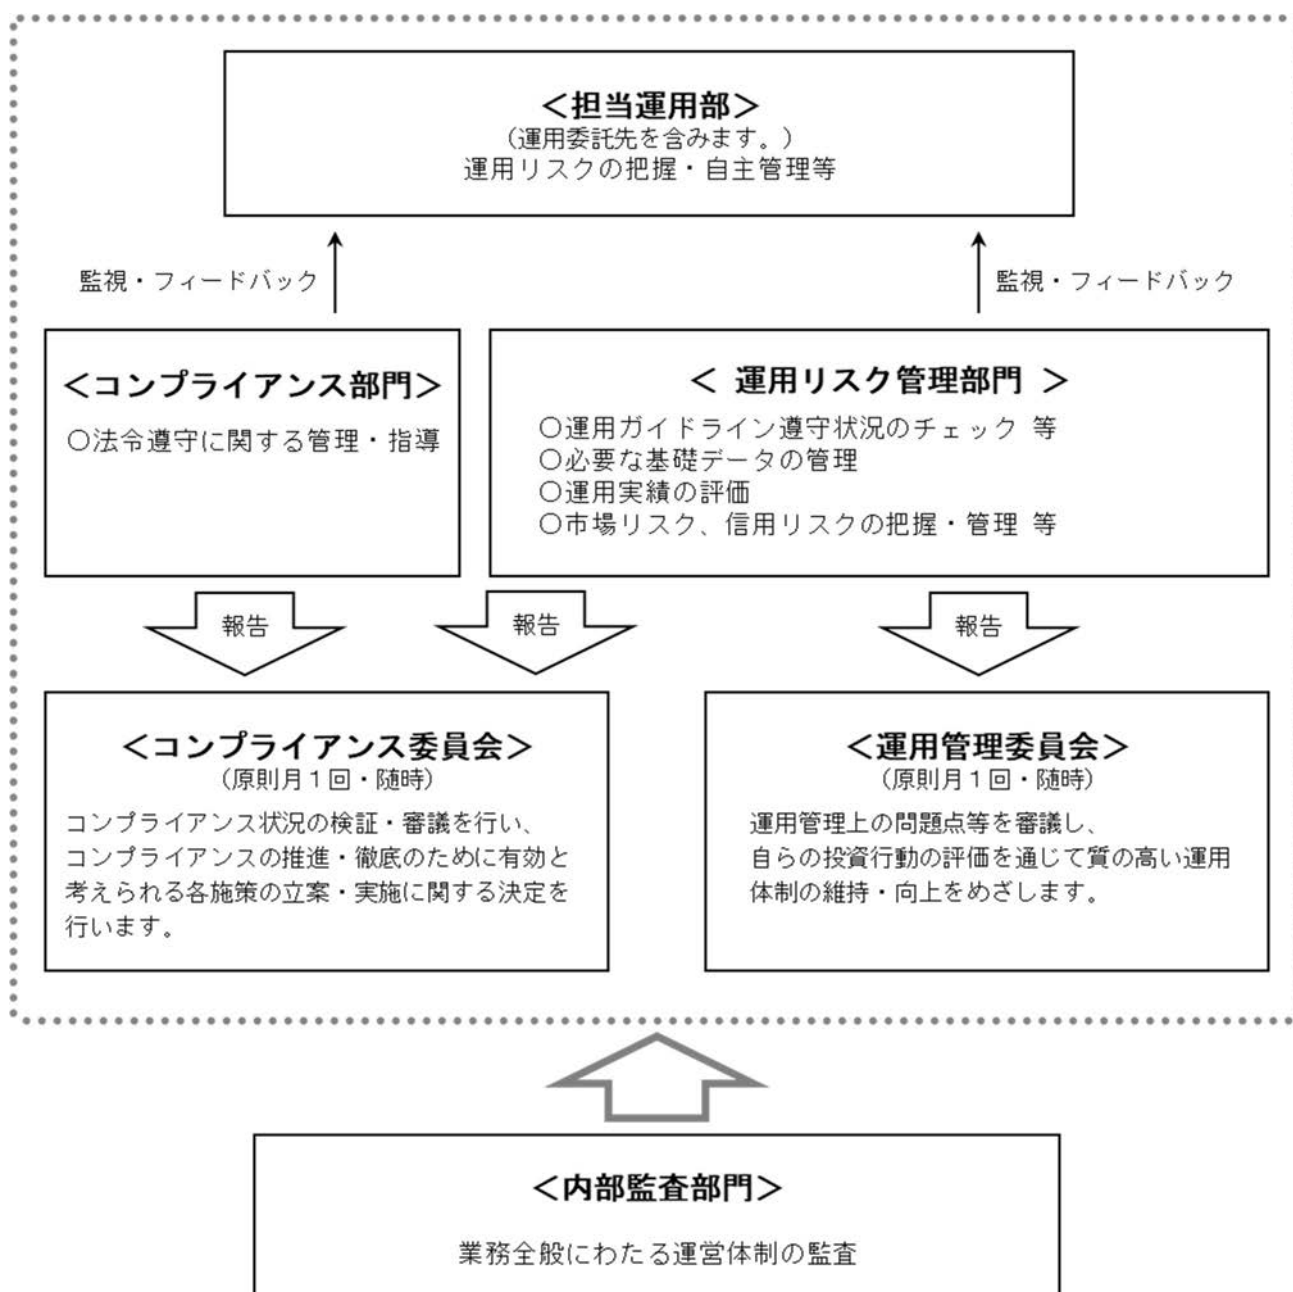 ＜担当運用部＞
（運用委託先を含みます。）
運用リスクの把握・自主管理等
監視・フィードバック
監視・フィードバック
＜コンプライアンス部門＞
○法令遵守に関する管理・指導
＜ 運用リスク管理部門 ＞
○運用ガイドライン遵守状況のチェック 等
○必要な基礎データの管理
○運用実績の評価
○市場リスク、信用リスクの把握・管理 等
報告
報告
報告
＜コンプライアンス委員会＞
（原則月１回・随時）
コンプライアンス状況の検証・審議を行い、
コンプライアンスの推進・徹底のために有効と
考えられる各施策の立案・実施に関する決定を
行います。
＜運用管理委員会＞
（原則月１回・随時）
運用管理上の問題点等を審議し、
自らの投資行動の評価を通じて質の高い運用
体制の維持・向上をめざします。
＜内部監査部門＞
業務全般にわたる運営体制の監査